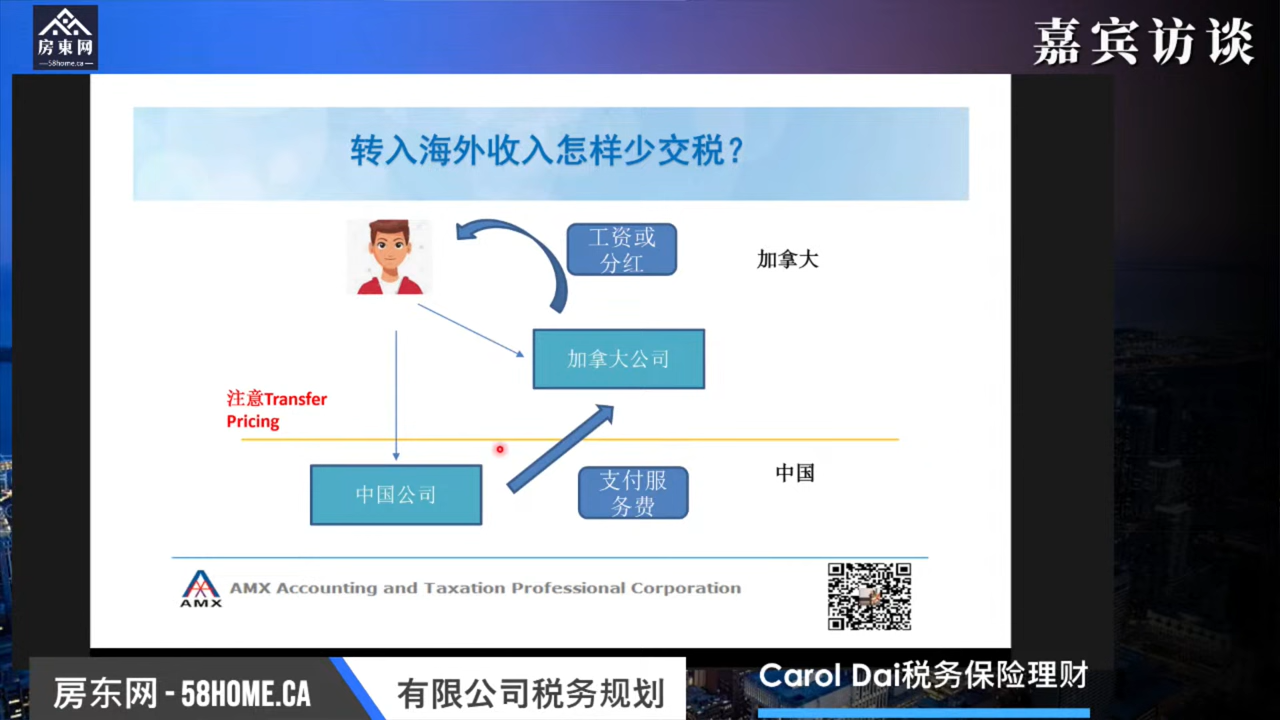 房東网
58home.ca
嘉宾访谈
转入海外收入怎样少交税？
工资或
分红
加拿大
加拿大公司
注意Transfer
Pricing
中国公司
支付服
务费
中国
AMX
AMX Accounting and Taxation Professional Corporation
房东网 - 58HOME.CA
有限公司税务规划
Carol Dai税务保险理财